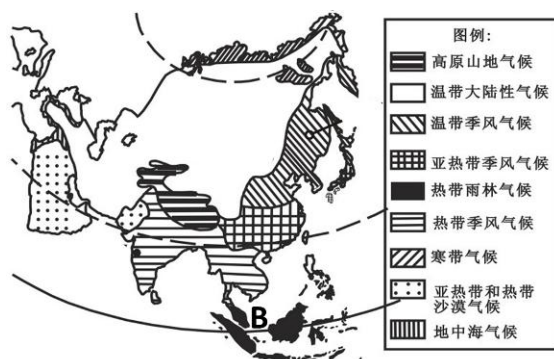 图例:
高原山地气候
温带大陆性气候
温带季风气候
亚热带季风气候
热带雨林气候
热带季风气候
寒带气候
亚热带和热带
沙漠气候
地中海气候
B